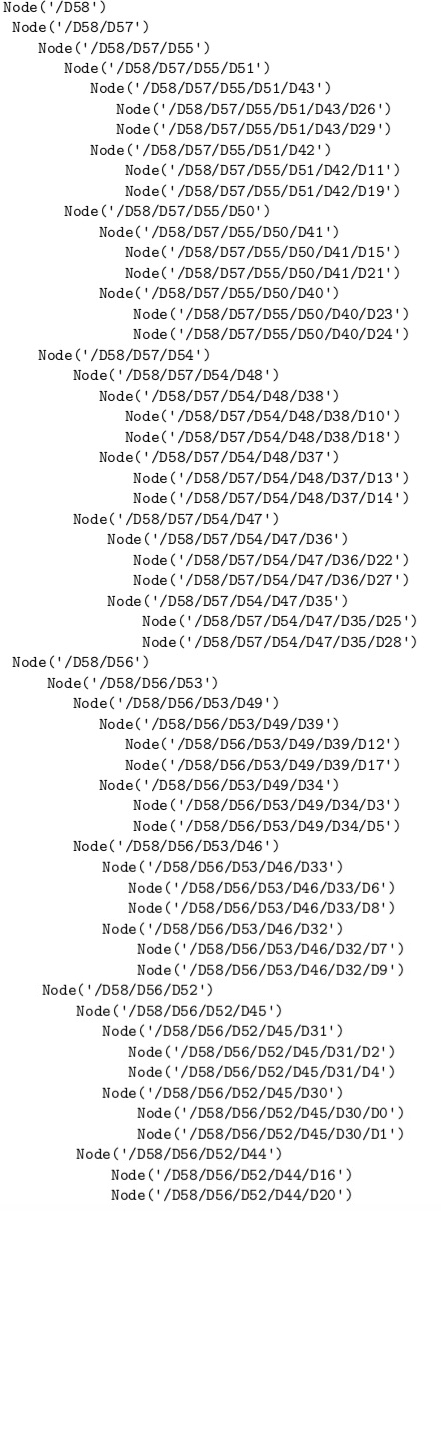 Node('/D58')
Node('/D58/D57')
Node('/D58/D57/D55')
Node('/D58/D57/D55/D51')
Node('/D58/D57/D55/D51/D43')
Node('/D58/D57/D55/D51/D43/D26')
Node('/D58/D57/D55/D51/D43/D29')
Node('/D58/D57/D55/D51/D42')
Node('/D58/D57/D55/D51/D42/D11')
Node('/D58/D57/D55/D51/D42/D19')
Node('/D58/D57/D55/D50')
Node('/D58/D57/D55/D50/D41')
Node('/D58/D57/D55/D50/D41/D15')
Node('/D58/D57/D55/D50/D41/D21')
Node('/D58/D57/D55/D50/D40')
Node('/D58/D57/D55/D50/D40/D23')
Node('/D58/D57/D55/D50/D40/D24')
Node('/D58/D57/D54')
Node('/D58/D57/D54/D48')
Node('/D58/D57/D54/D48/D38')
Node('/D58/D57/D54/D48/D38/D10')
Node('/D58/D57/D54/D48/D38/D18')
Node('/D58/D57/D54/D48/D37')
Node('/D58/D57/D54/D48/D37/D13')
Node('/D58/D57/D54/D48/D37/D14')
Node('/D58/D57/D54/D47')
Node('/D58/D57/D54/D47/D36')
Node('/D58/D57/D54/D47/D36/D22')
Node('/D58/D57/D54/D47/D36/D27')
Node('/D58/D57/D54/D47/D35')
Node('/D58/D57/D54/D47/D35/D25')
Node('/D58/D57/D54/D47/D35/D28')
Node('/D58/D56')
Node('/D58/D56/D53')
Node('/D58/D56/D53/D49')
Node('/D58/D56/D53/D49/D39')
Node('/D58/D56/D53/D49/D39/D12')
Node('/D58/D56/D53/D49/D39/D17')
Node('/D58/D56/D53/D49/D34')
Node('/D58/D56/D53/D49/D34/D3')
Node('/D58/D56/D53/D49/D34/D5')
Node('/D58/D56/D53/D46')
Node('/D58/D56/D53/D46/D33')
Node('/D58/D56/D53/D46/D33/D6')
Node('/D58/D56/D53/D46/D33/D8')
Node('/D58/D56/D53/D46/D32')
Node('/D58/D56/D53/D46/D32/D7')
Node('/D58/D56/D53/D46/D32/D9')
Node('/D58/D56/D52')
Node('/D58/D56/D52/D45')
Node('/D58/D56/D52/D45/D31')
Node('/D58/D56/D52/D45/D31/D2')
Node('/D58/D56/D52/D45/D31/D4')
Node('/D58/D56/D52/D45/D30')
Node('/D58/D56/D52/D45/D30/D0')
Node('/D58/D56/D52/D45/D30/D1')
Node('/D58/D56/D52/D44')
Node('/D58/D56/D52/D44/D16')
Node('/D58/D56/D52/D44/D20')